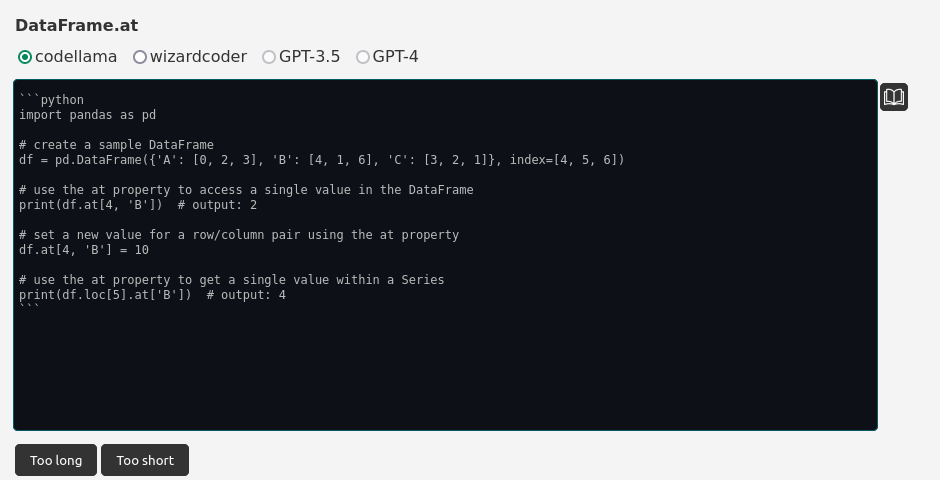 DataFrame.at
codellama wizardcoder GPT-3.5 GPT-4
```python
import pandas as pd
# create a sample DataFrame
df = pd.DataFrame({'A': [0, 2, 3], 'B': [4, 1, 6], 'C': [3, 2, 1]}, index=[4, 5, 6])
# use the at property to access a single value in the DataFrame
print(df.at[4, 'B'])  # output: 2
# set a new value for a row/column pair using the at property
df.at[4, 'B'] = 10
# use the at property to get a single value within a Series
print(df.loc[5].at['B'])  # output: 4
```
Too long Too short